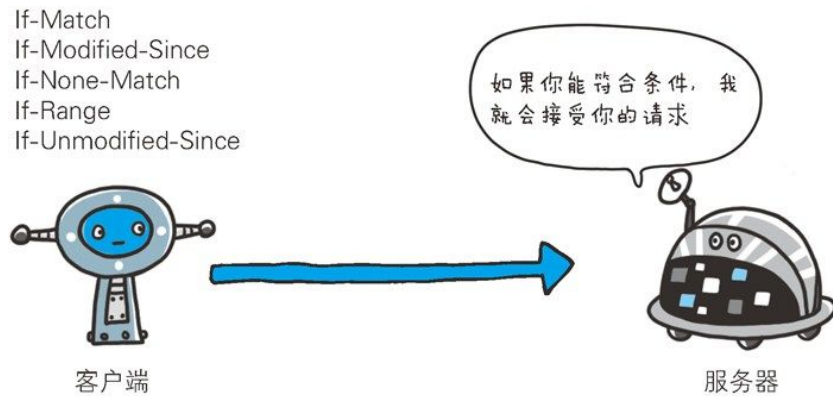 If-Match
If-Modified-Since
If-None-Match
If-Range
If-Unmodified-Since
如果你能符合条件，我
就会接受你的请求
客户端
服务器